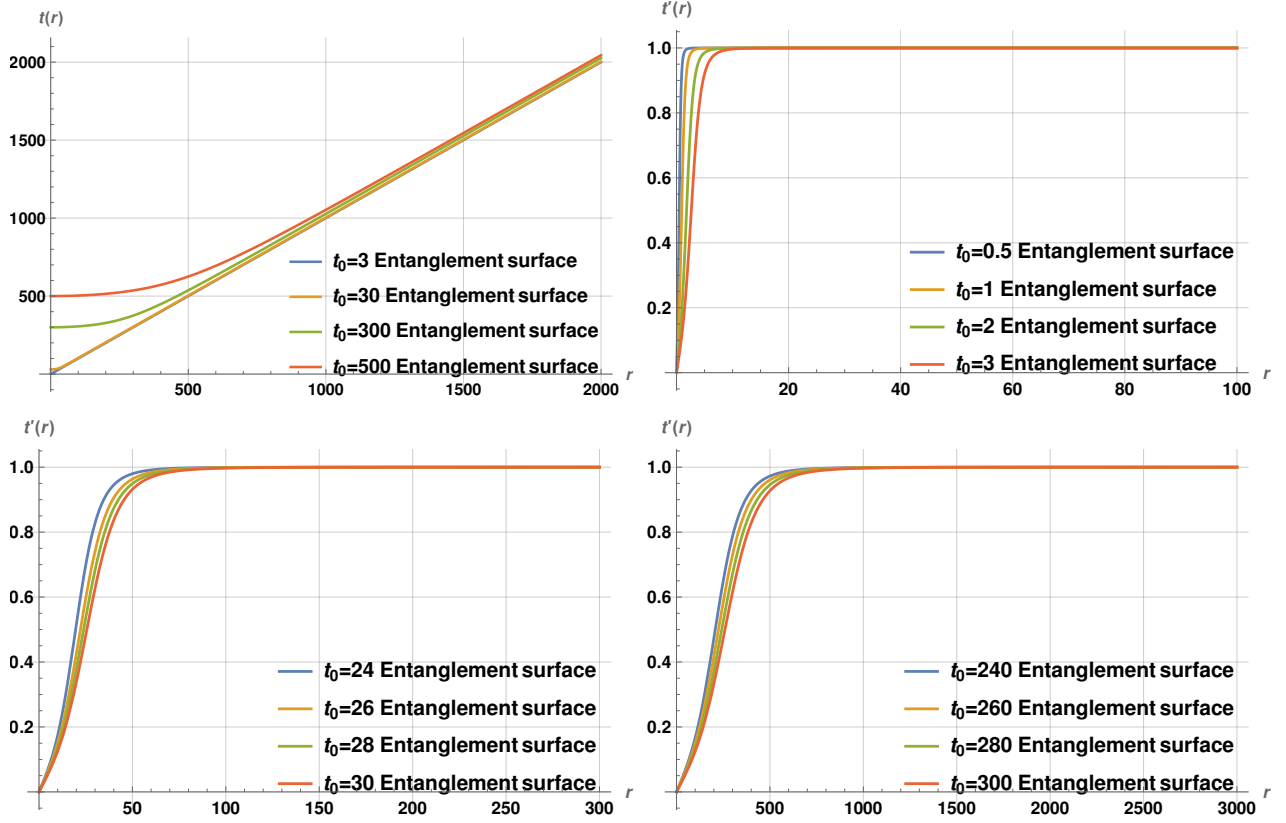 t(r)
2000
1500
1000
500
t₀=3 Entanglement surface
t₀=30 Entanglement surface
t₀=300 Entanglement surface
t₀=500 Entanglement surface
500 1000 1500 2000 r
t'(r)
1.0
0.8
0.6
0.4
0.2
t₀=0.5 Entanglement surface
t₀=1 Entanglement surface
t₀=2 Entanglement surface
t₀=3 Entanglement surface
20 40 60 80 100 r
t'(r)
1.0
0.8
0.6
0.4
0.2
t₀=24 Entanglement surface
t₀=26 Entanglement surface
t₀=28 Entanglement surface
t₀=30 Entanglement surface
50 100 150 200 250 300 r
t'(r)
1.0
0.8
0.6
0.4
0.2
t₀=240 Entanglement surface
t₀=260 Entanglement surface
t₀=280 Entanglement surface
t₀=300 Entanglement surface
500 1000 1500 2000 2500 3000 r